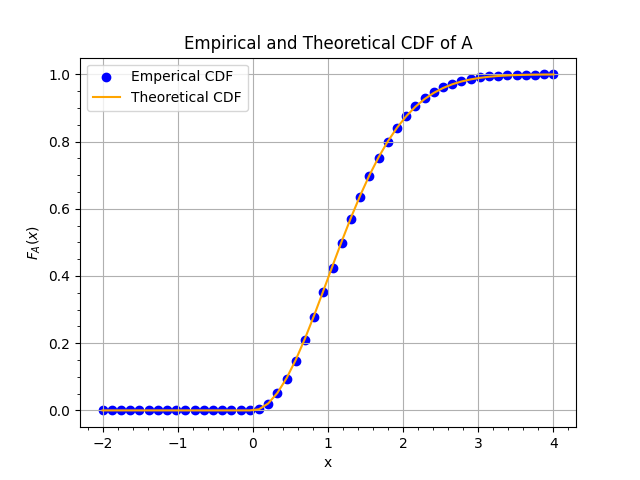 Empirical and Theoretical CDF of A
Emperical CDF
Theoretical CDF
1.0
0.8
0.6
0.4
0.2
0.0
F_A(x)
−2 −1 0 1 2 3 4
x